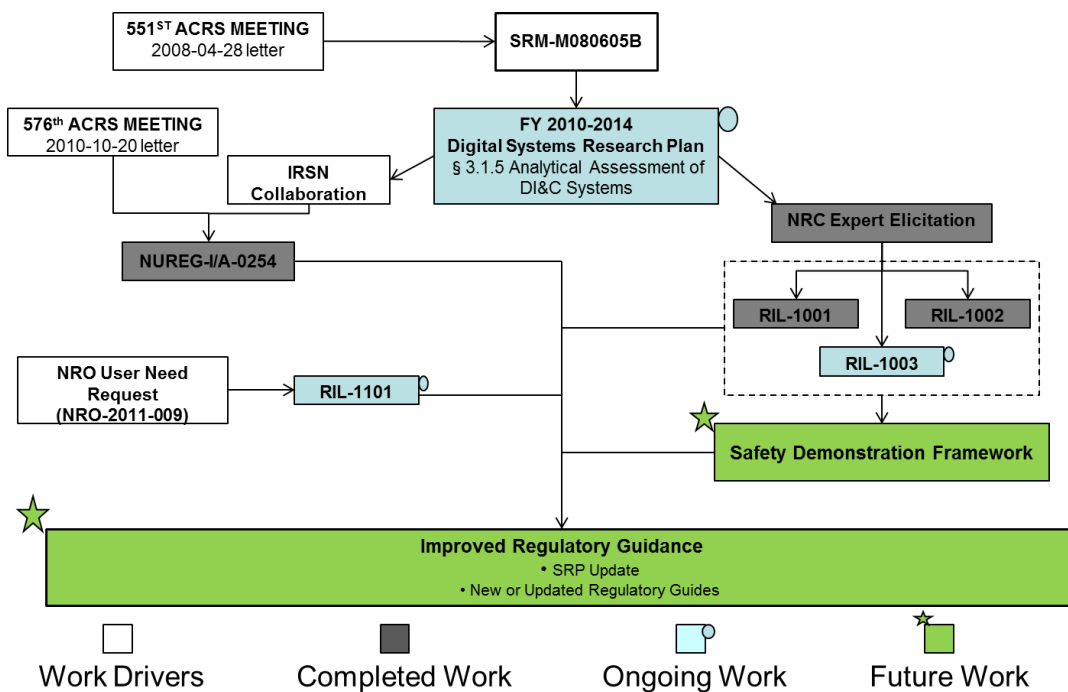 551ST ACRS MEETING
2008-04-28 letter
SRM-M080605B
576th ACRS MEETING
2010-10-20 letter
FY 2010-2014
Digital Systems Research Plan
§ 3.1.5 Analytical Assessment of
DI&C Systems
IRSN
Collaboration
NRC Expert Elicitation
NUREG-I/A-0254
RIL-1001
RIL-1002
RIL-1003
NRO User Need
Request
(NRO-2011-009)
RIL-1101
Safety Demonstration Framework
Improved Regulatory Guidance
• SRP Update
• New or Updated Regulatory Guides
Work Drivers
Completed Work
Ongoing Work
Future Work